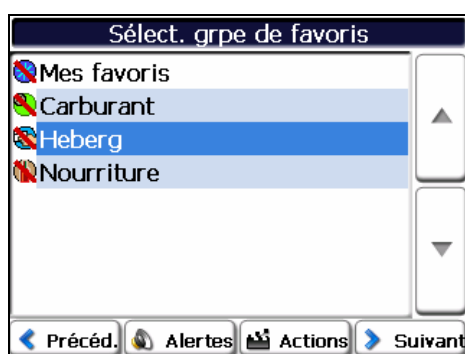 Sélect. grpe de favoris
Mes favoris
Carburant
Heberg
Nourriture
Précéd. Alertes Actions Suivant